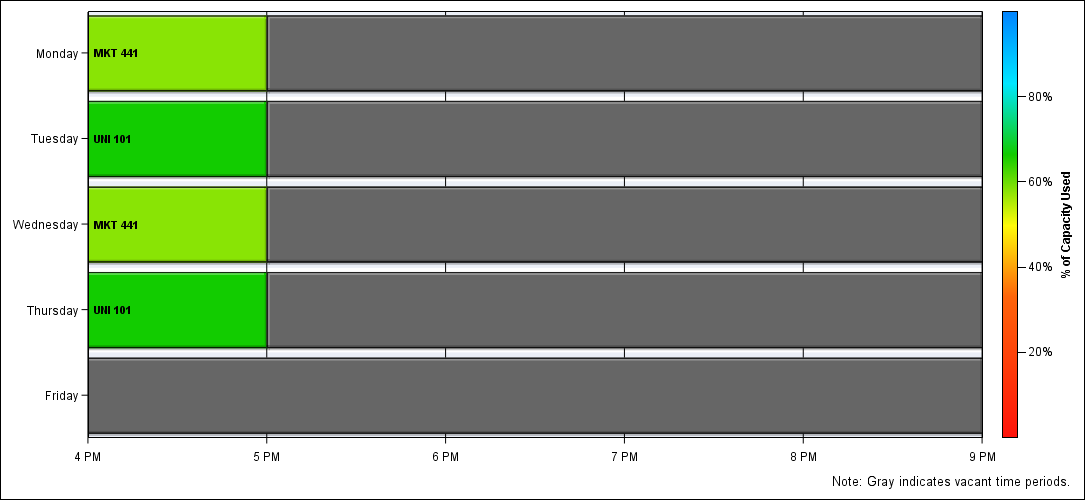 Monday
MKT 441
Tuesday
UNI 101
Wednesday
MKT 441
Thursday
UNI 101
Friday
4 PM 5 PM 6 PM 7 PM 8 PM 9 PM
80%
60%
40%
20%
% of Capacity Used
Note: Gray indicates vacant time periods.